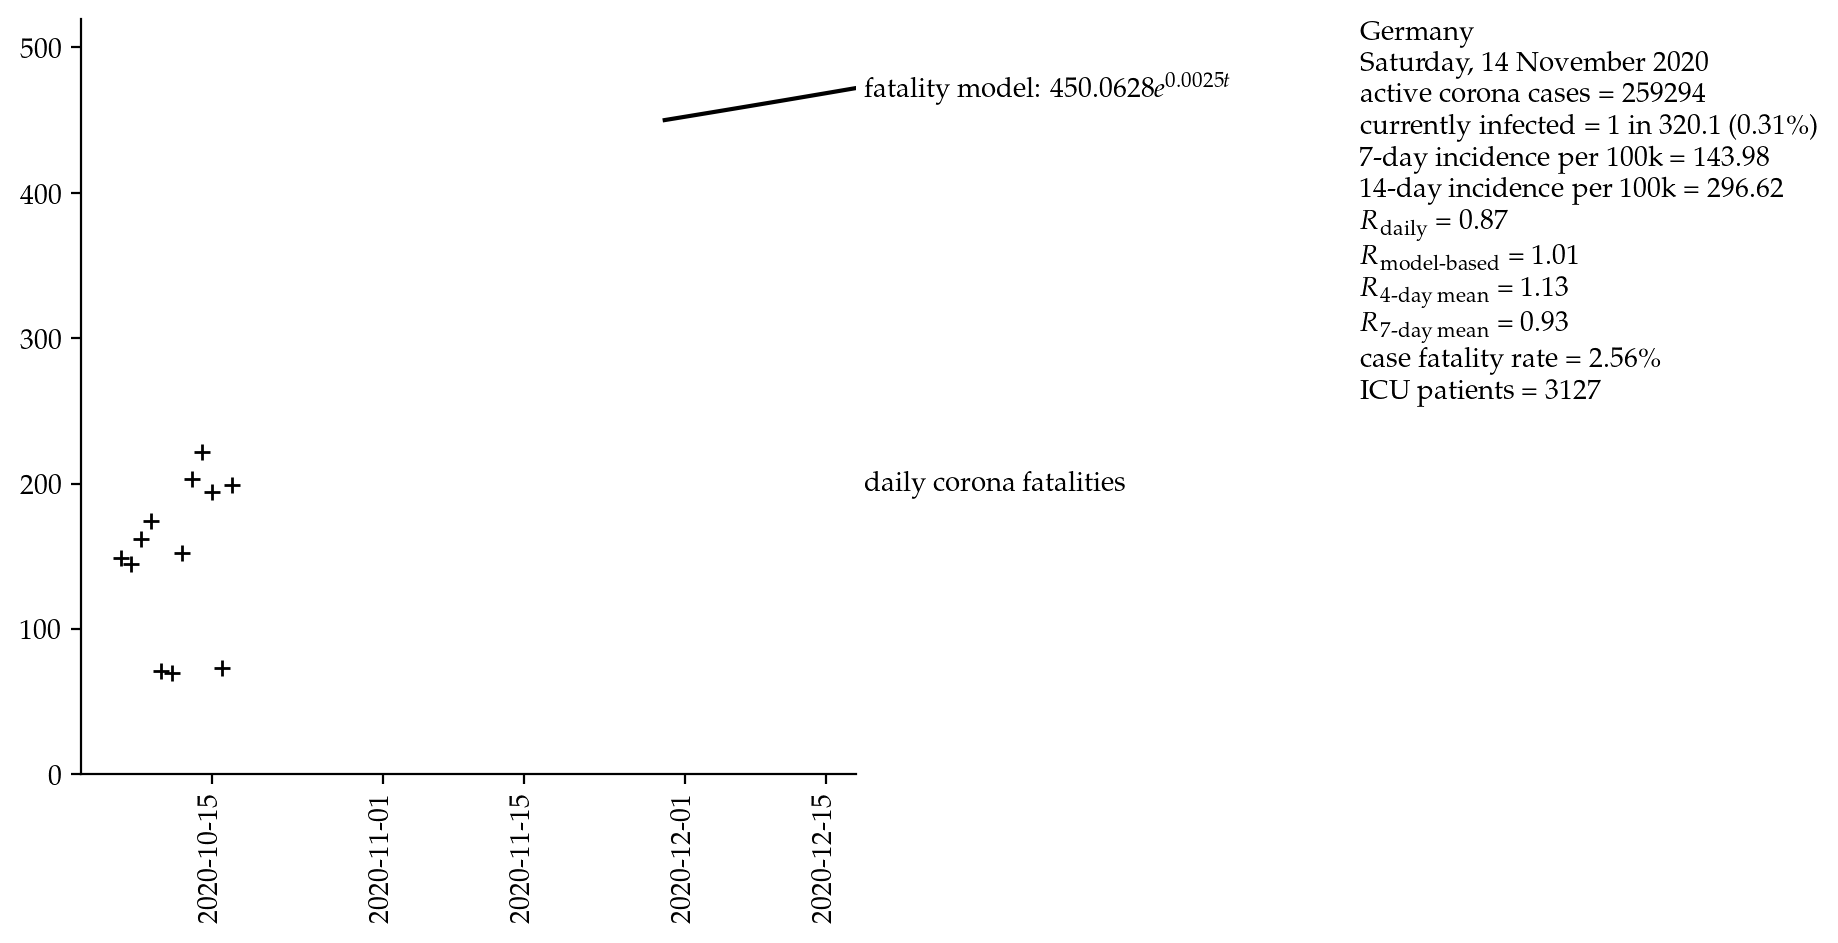 500
400
300
200
100
0
2020-10-15
2020-11-01
2020-11-15
2020-12-01
2020-12-15
fatality model: 450.0628e^0.0025t
daily corona fatalities
Germany
Saturday, 14 November 2020
active corona cases = 259294
currently infected = 1 in 320.1 (0.31%)
7-day incidence per 100k = 143.98
14-day incidence per 100k = 296.62
R_daily = 0.87
R_model-based = 1.01
R_4-day mean = 1.13
R_7-day mean = 0.93
case fatality rate = 2.56%
ICU patients = 3127